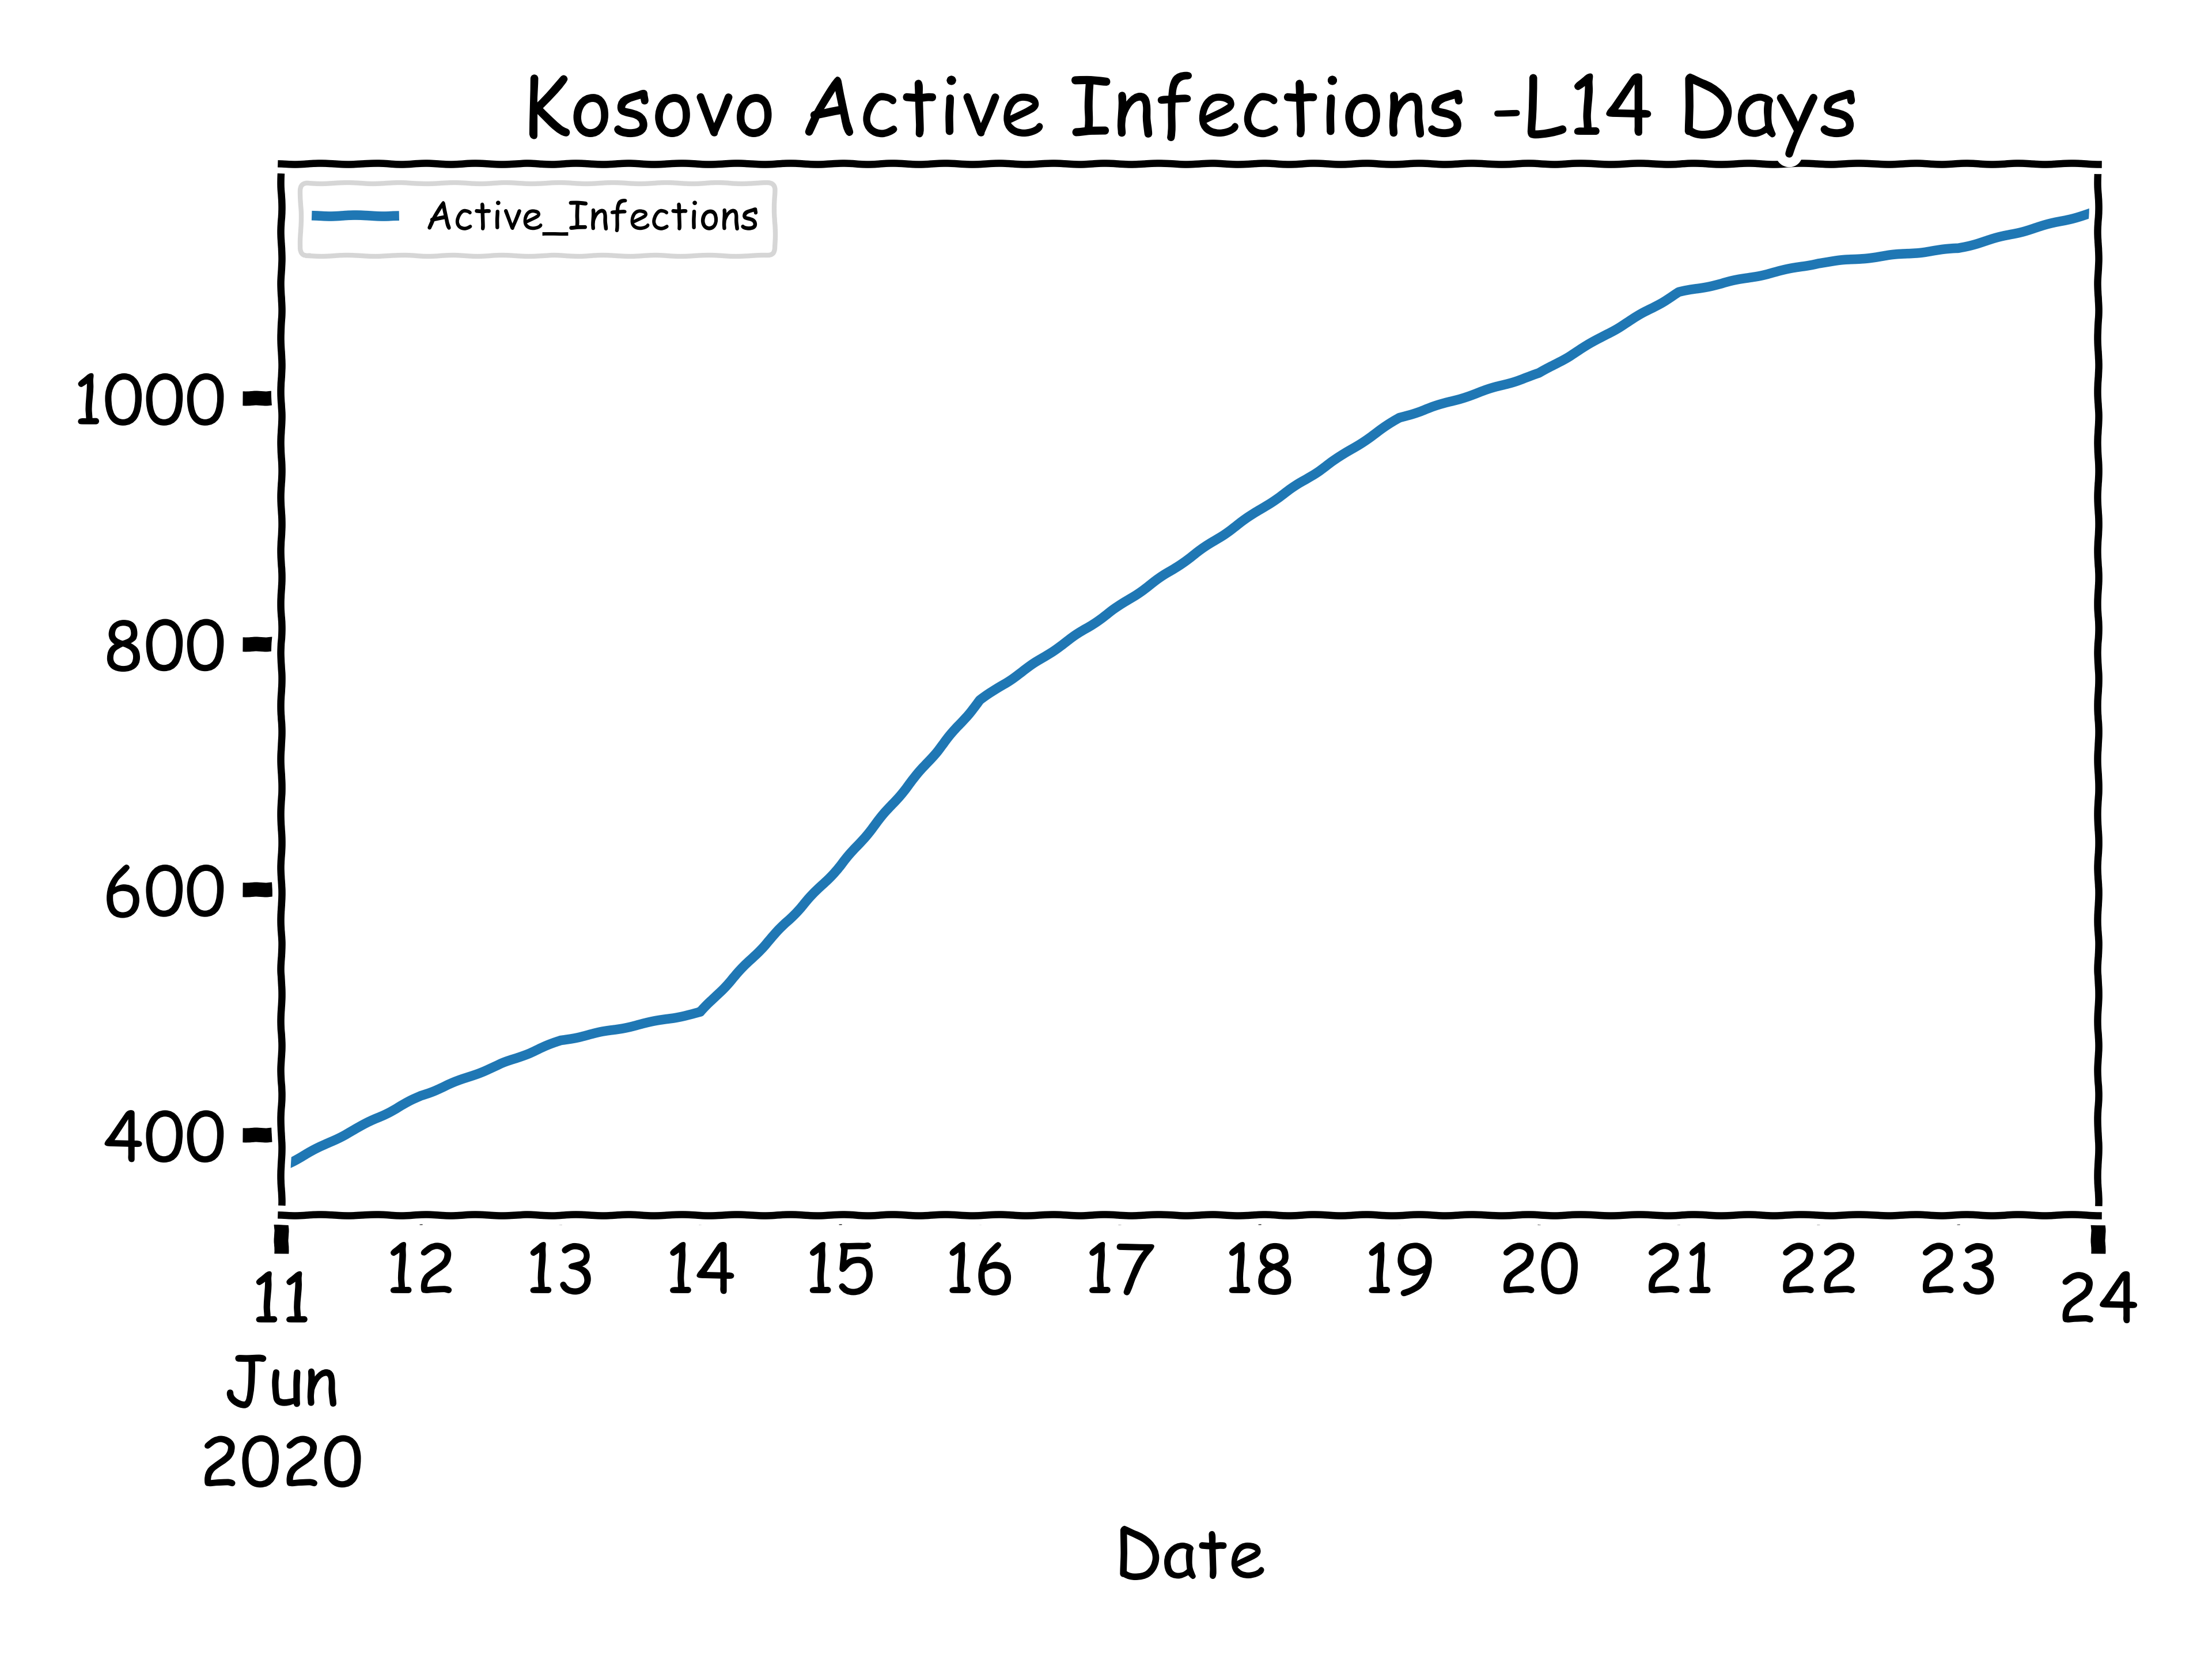 Kosovo Active Infections -L14 Days
Active_Infections
1000
800
600
400
11 12 13 14 15 16 17 18 19 20 21 22 23 24
Jun
2020
Date